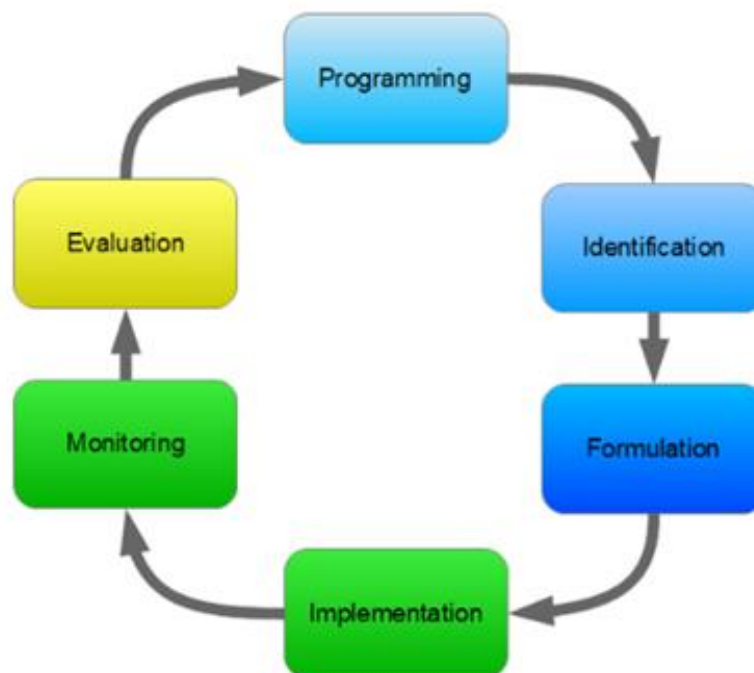 Programming
Identification
Formulation
Implementation
Monitoring
Evaluation